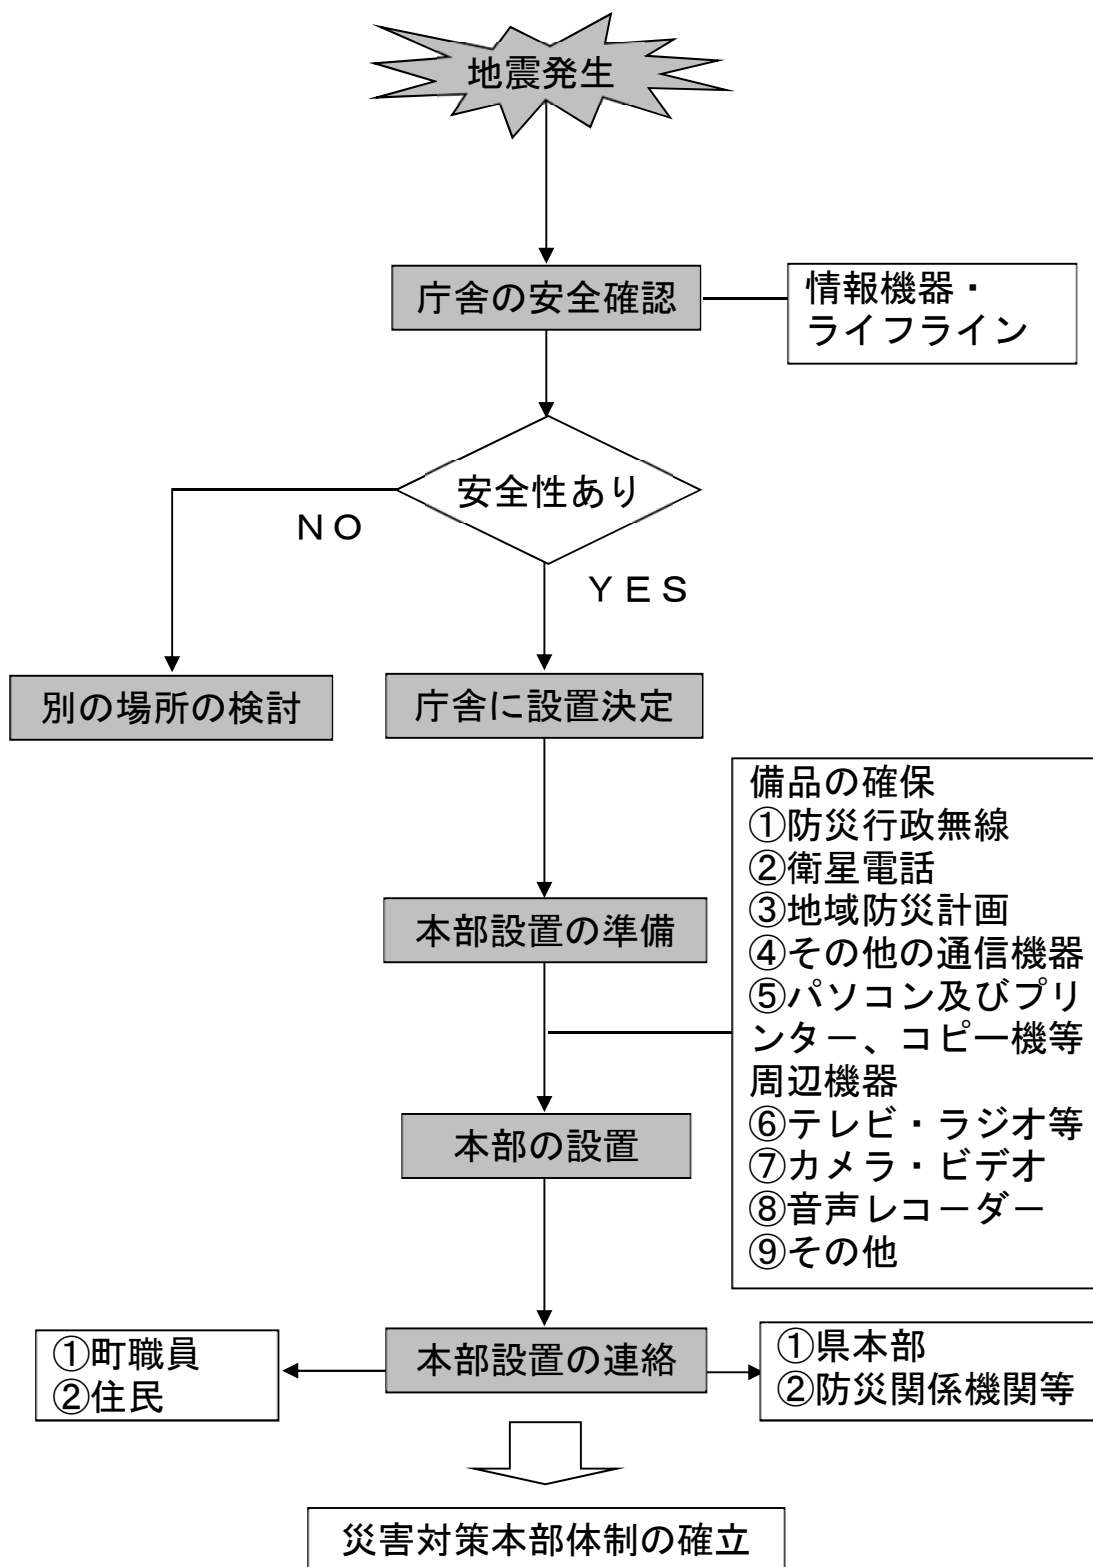 地震発生
庁舎の安全確認
情報機器・
ライフライン
安全性あり
ＮＯ
ＹＥＳ
別の場所の検討
庁舎に設置決定
備品の確保
①防災行政無線
②衛星電話
③地域防災計画
④その他の通信機器
⑤パソコン及びプリ
ンター、コピー機等
周辺機器
⑥テレビ・ラジオ等
⑦カメラ・ビデオ
⑧音声レコーダー
⑨その他
本部設置の準備
本部の設置
①町職員
②住民
本部設置の連絡
①県本部
②防災関係機関等
災害対策本部体制の確立